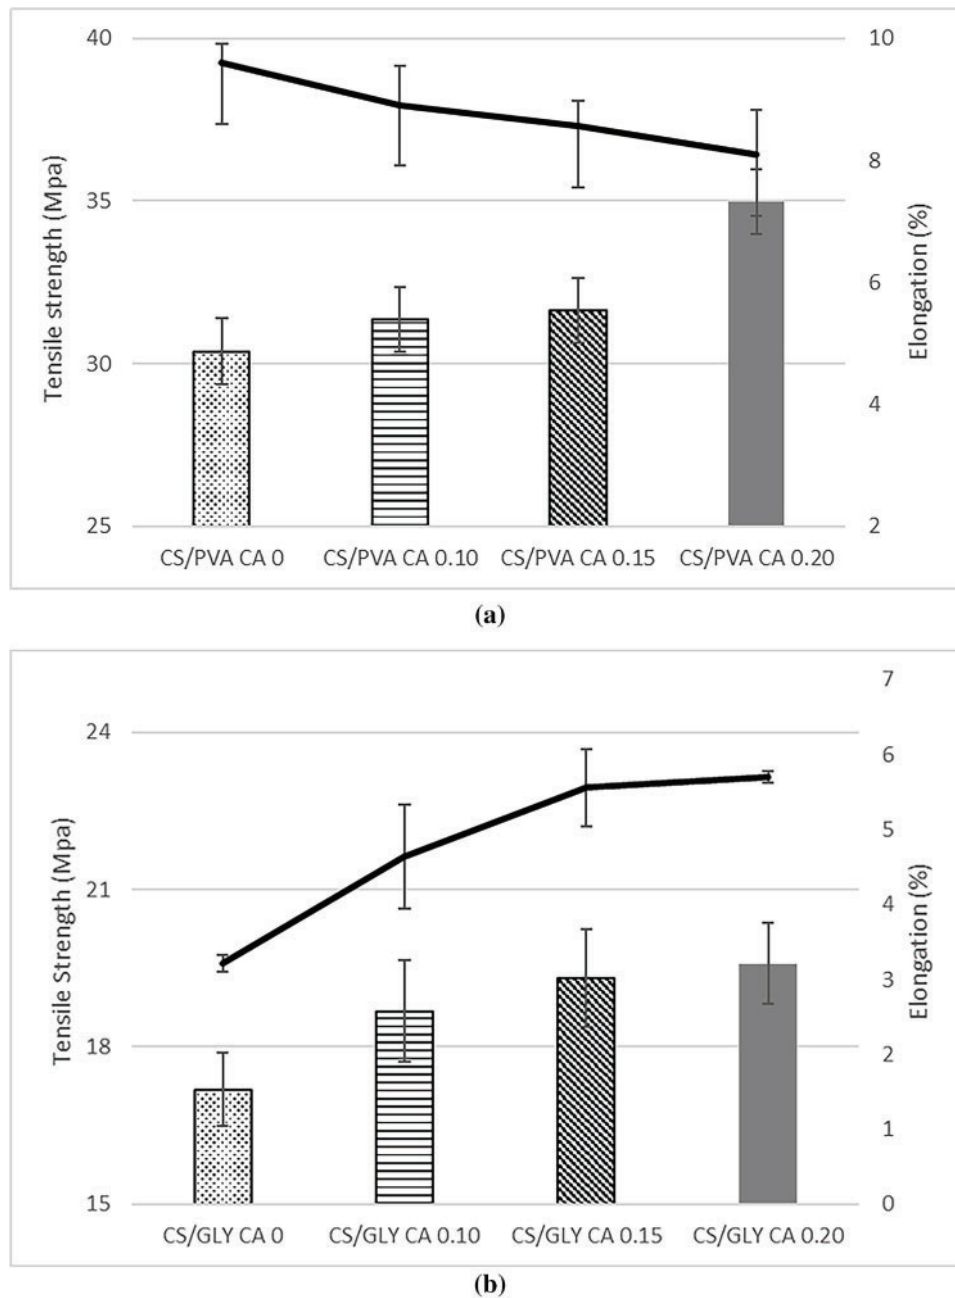 40
35
30
25
Tensile strength (Mpa)
10
8
6
4
2
Elongation (%)
CS/PVA CA 0 CS/PVA CA 0.10 CS/PVA CA 0.15 CS/PVA CA 0.20
(a)
24
21
18
15
Tensile Strength (Mpa)
7
6
5
4
3
2
1
0
Elongation (%)
CS/GLY CA 0 CS/GLY CA 0.10 CS/GLY CA 0.15 CS/GLY CA 0.20
(b)